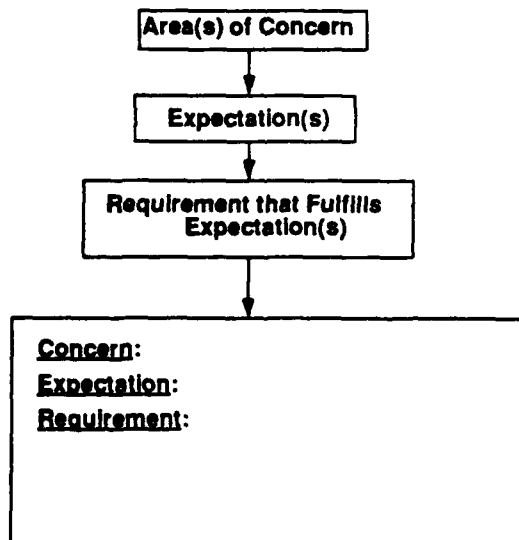 Area(s) of Concern
Expectation(s)
Requirement that Fulfills
Expectation(s)
Concern:
Expectation:
Requirement: